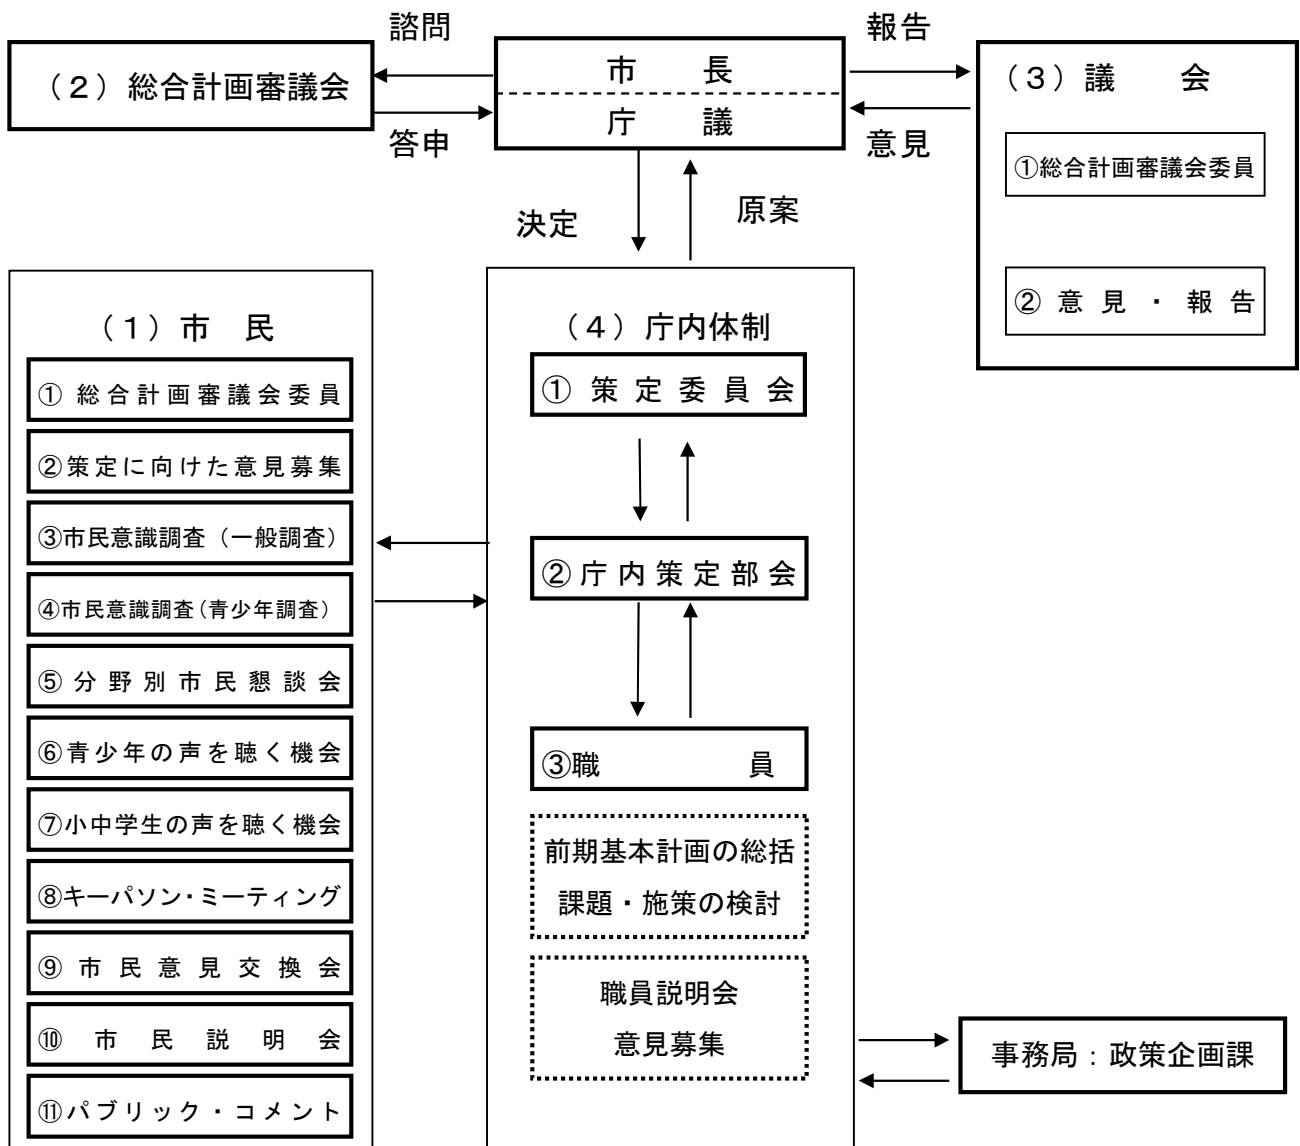 諮問
報告
（２）総合計画審議会
市　長
庁　議
答申
意見
（３）議　会
①総合計画審議会委員
②意見・報告
決定
原案
（１）市　民
①総合計画審議会委員
②策定に向けた意見募集
③市民意識調査（一般調査）
④市民意識調査（青少年調査）
⑤分野別市民懇談会
⑥青少年の声を聴く機会
⑦小中学生の声を聴く機会
⑧キーパソン・ミーティング
⑨市民意見交換会
⑩市民説明会
⑪パブリック・コメント
（４）庁内体制
①策定委員会
②庁内策定部会
③職　員
前期基本計画の総括
課題・施策の検討
職員説明会
意見募集
事務局：政策企画課